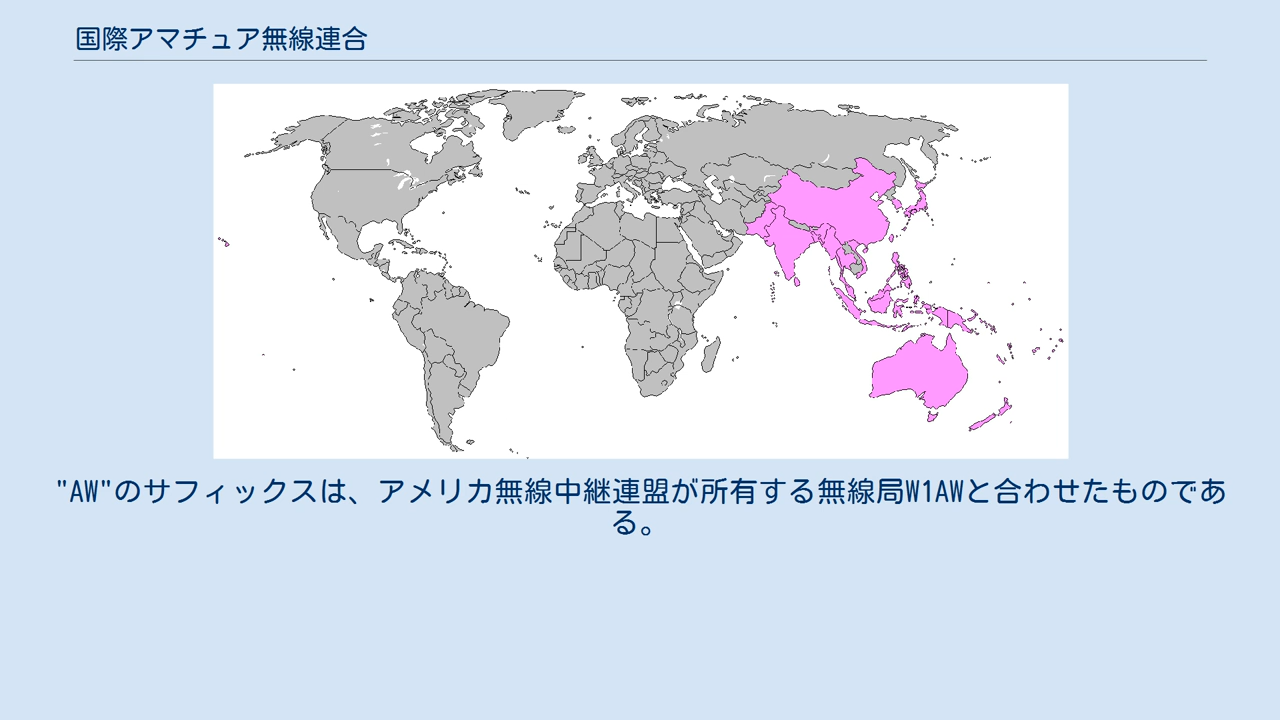 国際アマチュア無線連合
"AW"のサフィックスは、アメリカ無線中継連盟が所有する無線局W1AWと合わせたものであ
る。